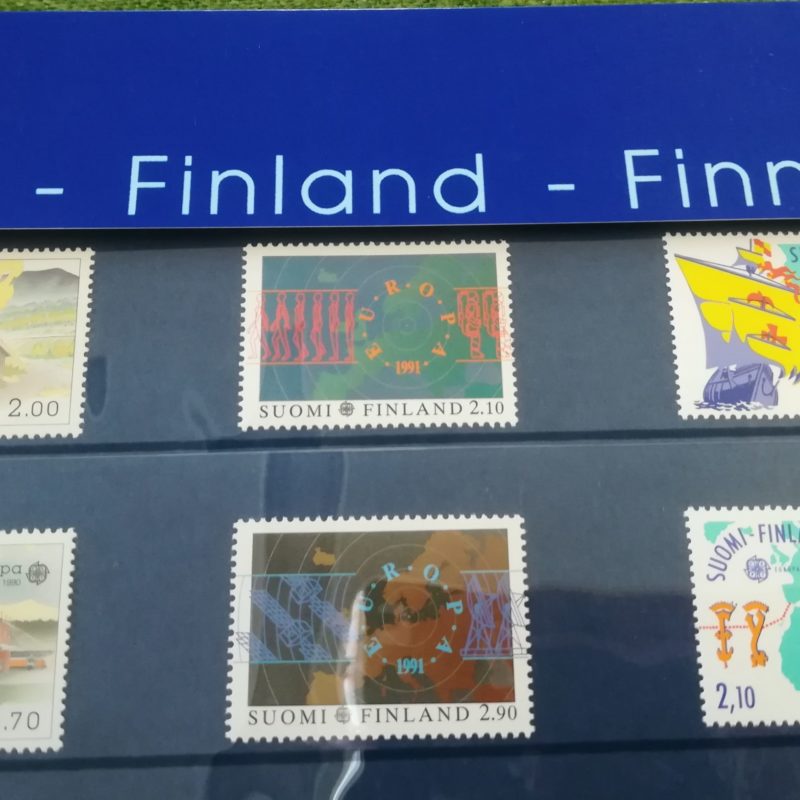 - Finland - Finn
2.00
E·U·R·O·P·A
1991
SUOMI FINLAND 2.10
S
pa
1990
.70
E·U·R·O·P·A
1991
SUOMI FINLAND 2.90
SUOMI-FINLA
EUROPA
2,10